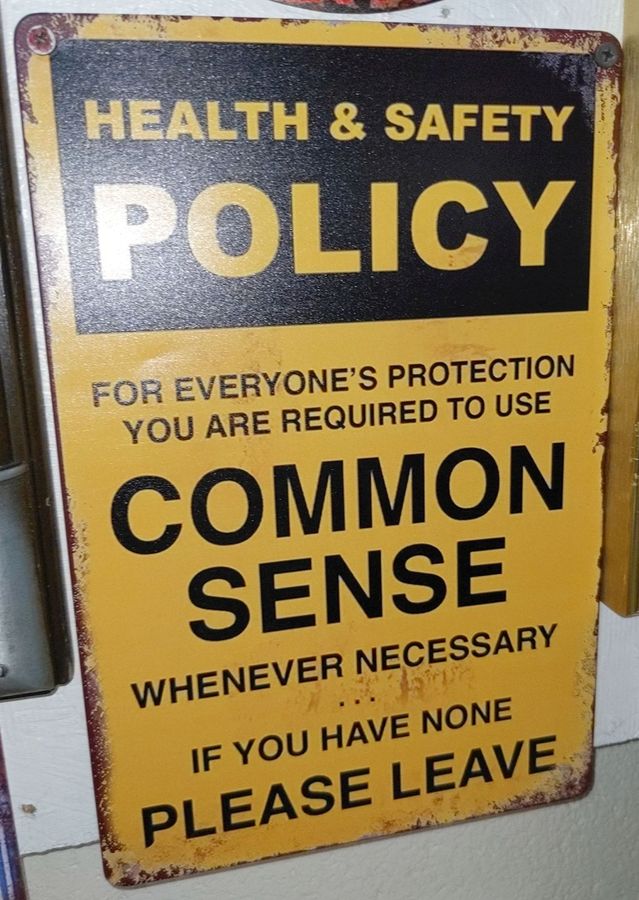 HEALTH & SAFETY
POLICY
FOR EVERYONE'S PROTECTION
YOU ARE REQUIRED TO USE
COMMON
SENSE
WHENEVER NECESSARY
...
IF YOU HAVE NONE
PLEASE LEAVE